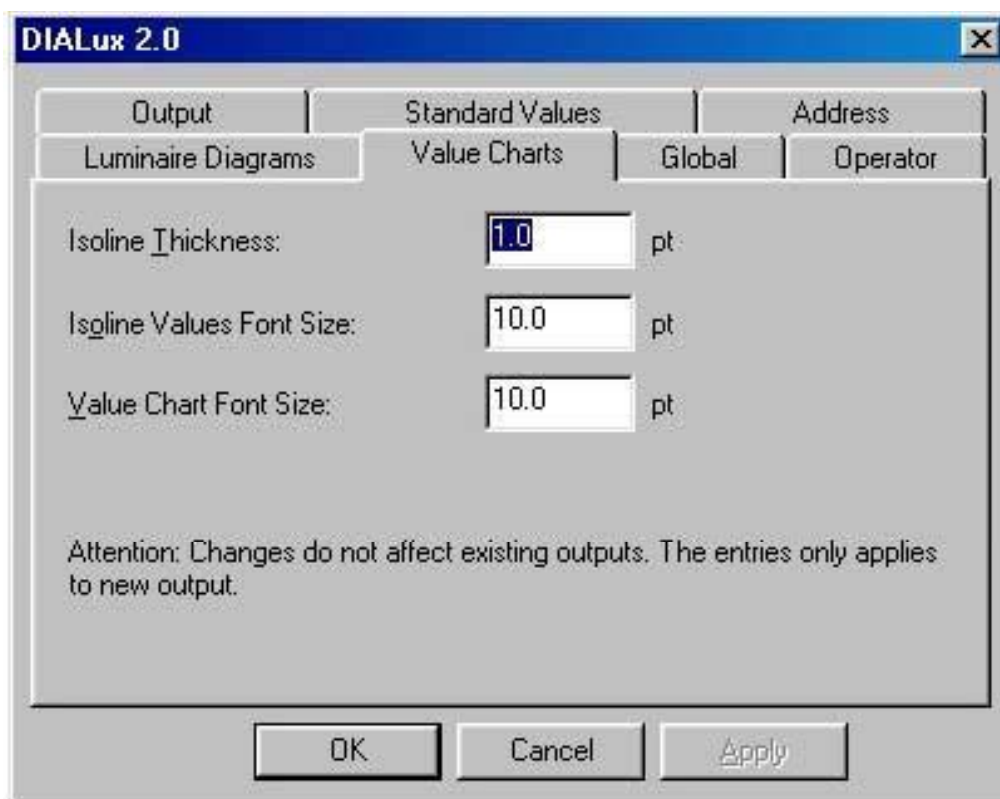 DIALux 2.0
Output Standard Values Address
Luminaire Diagrams Value Charts Global Operator
Isoline Thickness: 1.0 pt
Isoline Values Font Size: 10.0 pt
Value Chart Font Size: 10.0 pt
Attention: Changes do not affect existing outputs. The entries only applies
to new output.
OK Cancel Apply